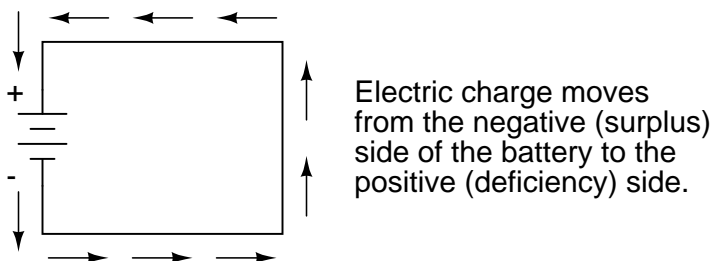 +
-
Electric charge moves
from the negative (surplus)
side of the battery to the
positive (deficiency) side.